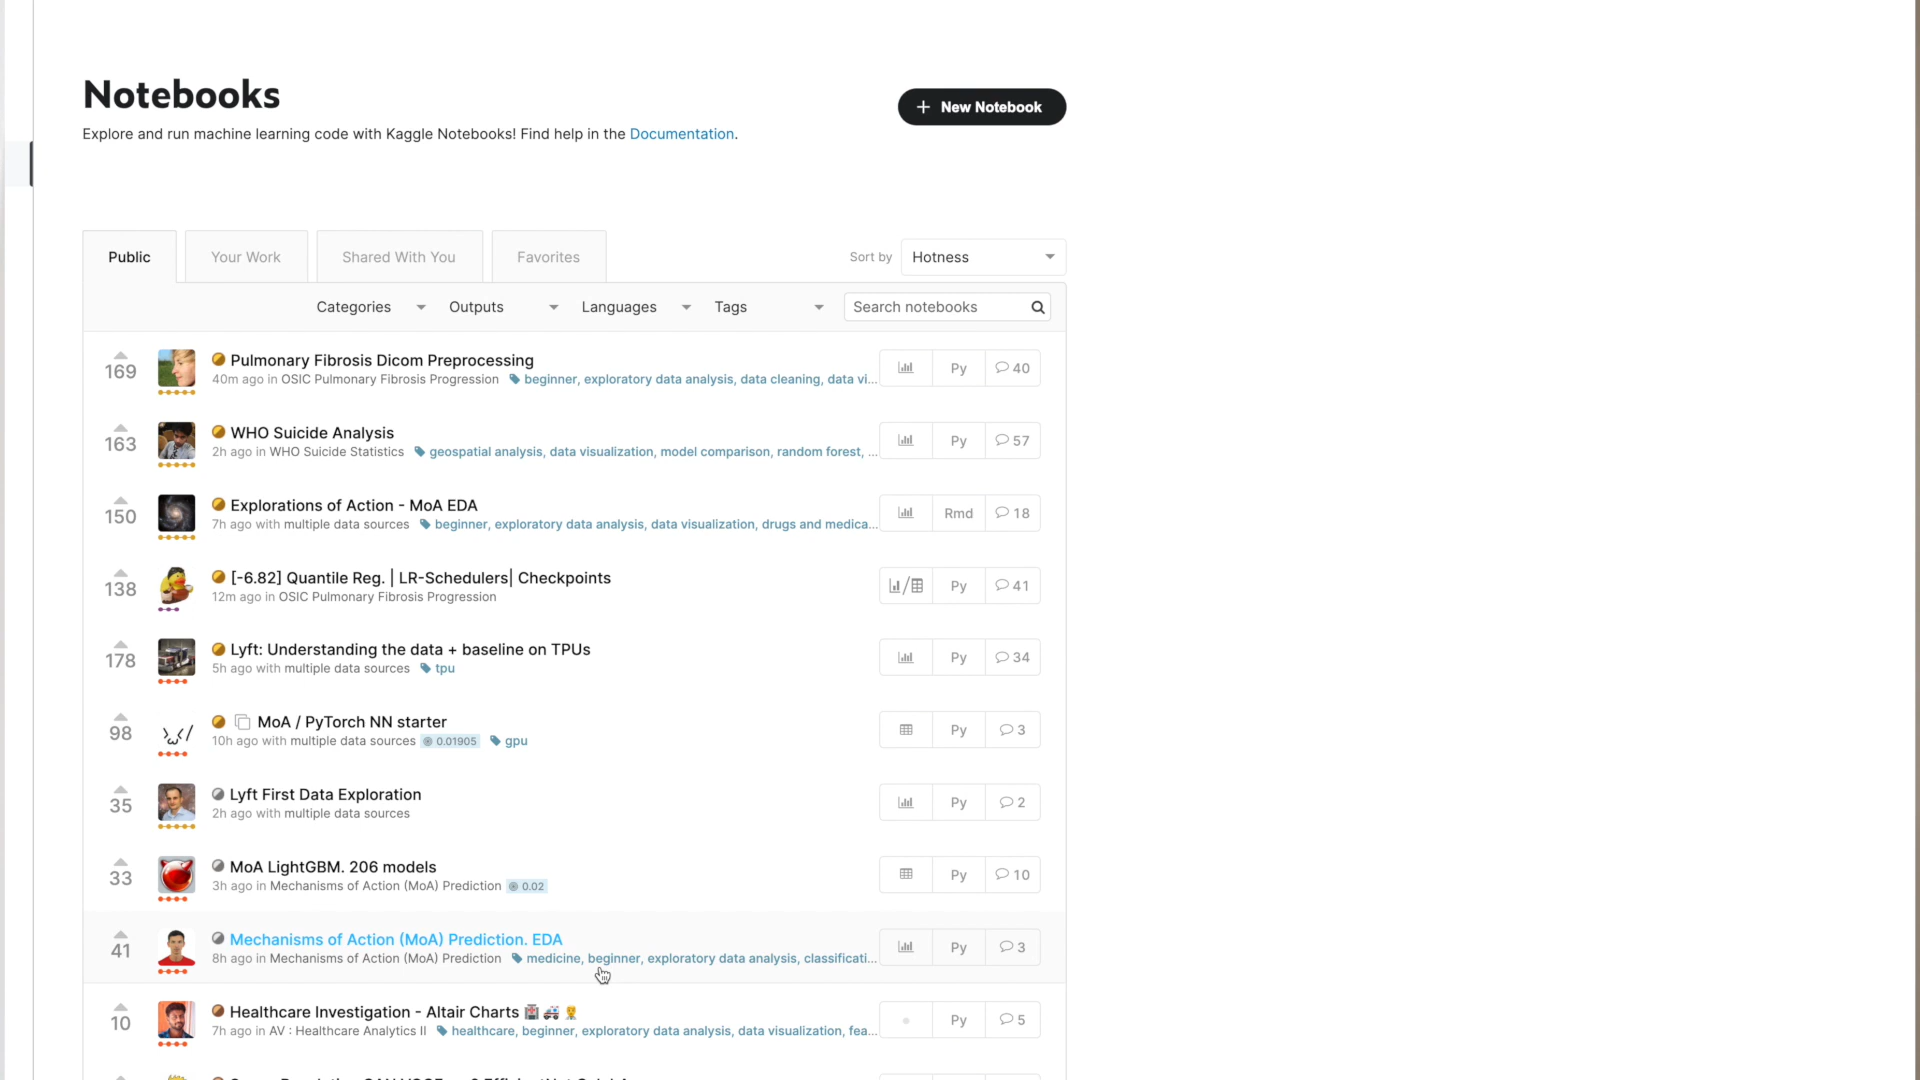 Notebooks
+ New Notebook
Explore and run machine learning code with Kaggle Notebooks! Find help in the Documentation.
Public
Your Work
Shared With You
Favorites
Sort by
Hotness
Categories
Outputs
Languages
Tags
Search notebooks
169
Pulmonary Fibrosis Dicom Preprocessing
40m ago in OSIC Pulmonary Fibrosis Progression beginner, exploratory data analysis, data cleaning, data vi...
Py
40
163
WHO Suicide Analysis
2h ago in WHO Suicide Statistics geospatial analysis, data visualization, model comparison, random forest, ...
Py
57
150
Explorations of Action - MoA EDA
7h ago with multiple data sources beginner, exploratory data analysis, data visualization, drugs and medica...
Rmd
18
138
[-6.82] Quantile Reg. | LR-Schedulers| Checkpoints
12m ago in OSIC Pulmonary Fibrosis Progression
Py
41
178
Lyft: Understanding the data + baseline on TPUs
5h ago with multiple data sources tpu
Py
34
98
MoA / PyTorch NN starter
10h ago with multiple data sources 0.01905 gpu
Py
3
35
Lyft First Data Exploration
2h ago with multiple data sources
Py
2
33
MoA LightGBM. 206 models
3h ago in Mechanisms of Action (MoA) Prediction 0.02
Py
10
41
Mechanisms of Action (MoA) Prediction. EDA
8h ago in Mechanisms of Action (MoA) Prediction medicine, beginner, exploratory data analysis, classificati...
Py
3
10
Healthcare Investigation - Altair Charts 🏥 🚑 👨‍⚕️
7h ago in AV : Healthcare Analytics II healthcare, beginner, exploratory data analysis, data visualization, fea...
Py
5